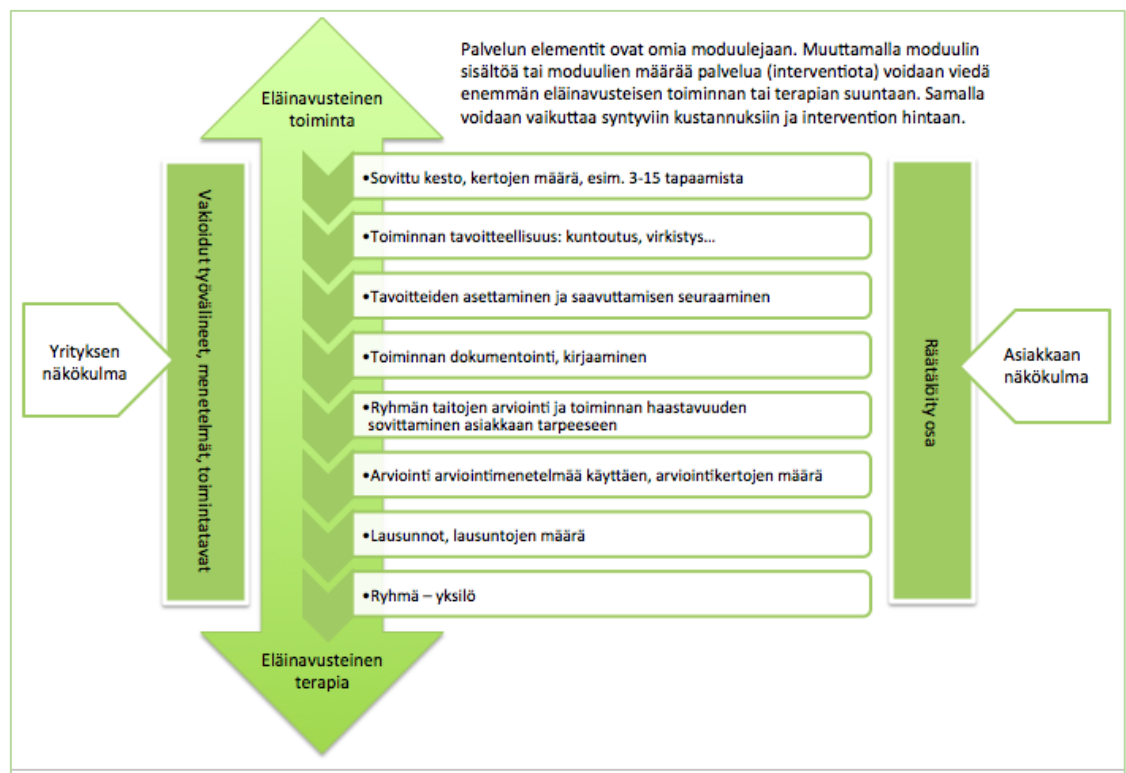 Palvelun elementit ovat omia moduulejaan. Muuttamalla moduulin
sisältöä tai moduulien määrää palvelua (interventiota) voidaan viedä
enemmän eläinavusteisen toiminnan tai terapian suuntaan. Samalla
voidaan vaikuttaa syntyviin kustannuksiin ja intervention hintaan.
Eläinavusteinen
toiminta
Yrityksen
näkökulma
Vakioidut työvälineet, menetelmät, toimintatavat
•Sovittu kesto, kertojen määrä, esim. 3-15 tapaamista
•Toiminnan tavoitteellisuus: kuntoutus, virkistys...
•Tavoitteiden asettaminen ja saavuttamisen seuraaminen
•Toiminnan dokumentointi, kirjaaminen
•Ryhmän taitojen arviointi ja toiminnan haastavuuden
sovittaminen asiakkaan tarpeeseen
•Arviointi arviointimenetelmää käyttäen, arviointikertojen määrä
•Lausunnot, lausuntojen määrä
•Ryhmä – yksilö
Räätälöity osa
Asiakkaan
näkökulma
Eläinavusteinen
terapia